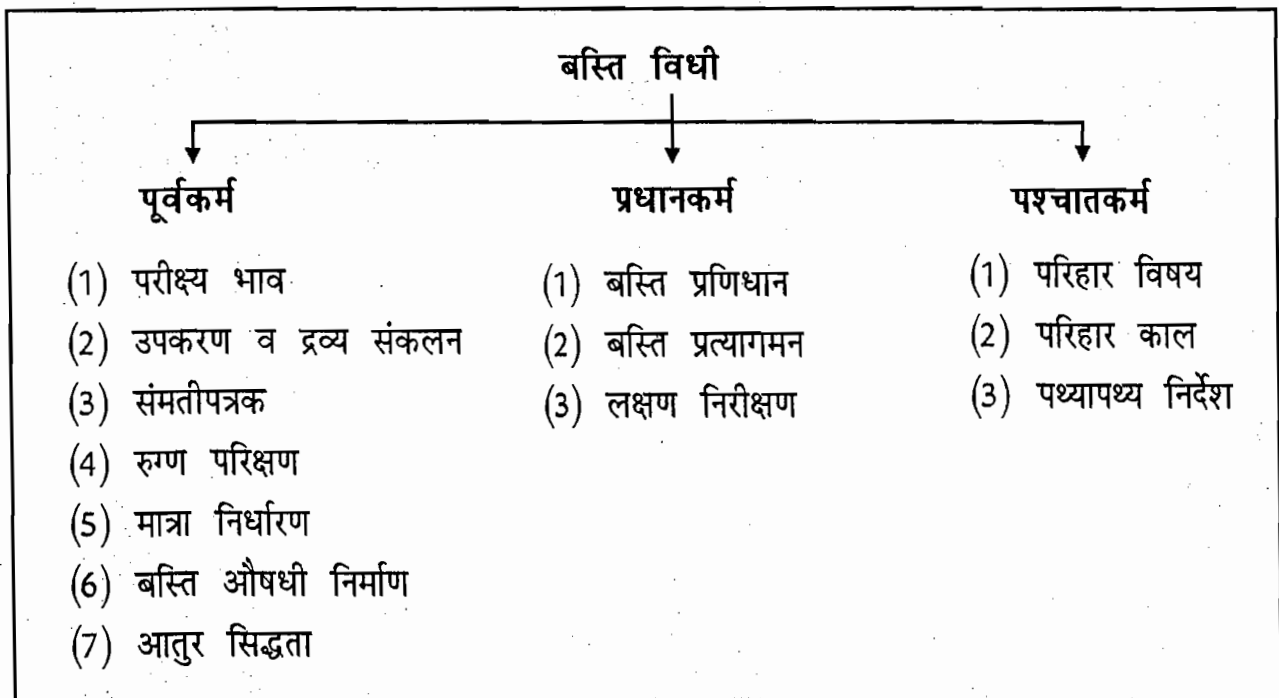 बस्ति विधी
पूर्वकर्म
(1) परीक्ष्य भाव
(2) उपकरण व द्रव्य संकलन
(3) संमतीपत्रक
(4) रुग्ण परिक्षण
(5) मात्रा निर्धारण
(6) बस्ति औषधी निर्माण
(7) आतुर सिद्धता
प्रधानकर्म
(1) बस्ति प्रणिधान
(2) बस्ति प्रत्यागमन
(3) लक्षण निरीक्षण
पश्चातकर्म
(1) परिहार विषय
(2) परिहार काल
(3) पथ्यापथ्य निर्देश